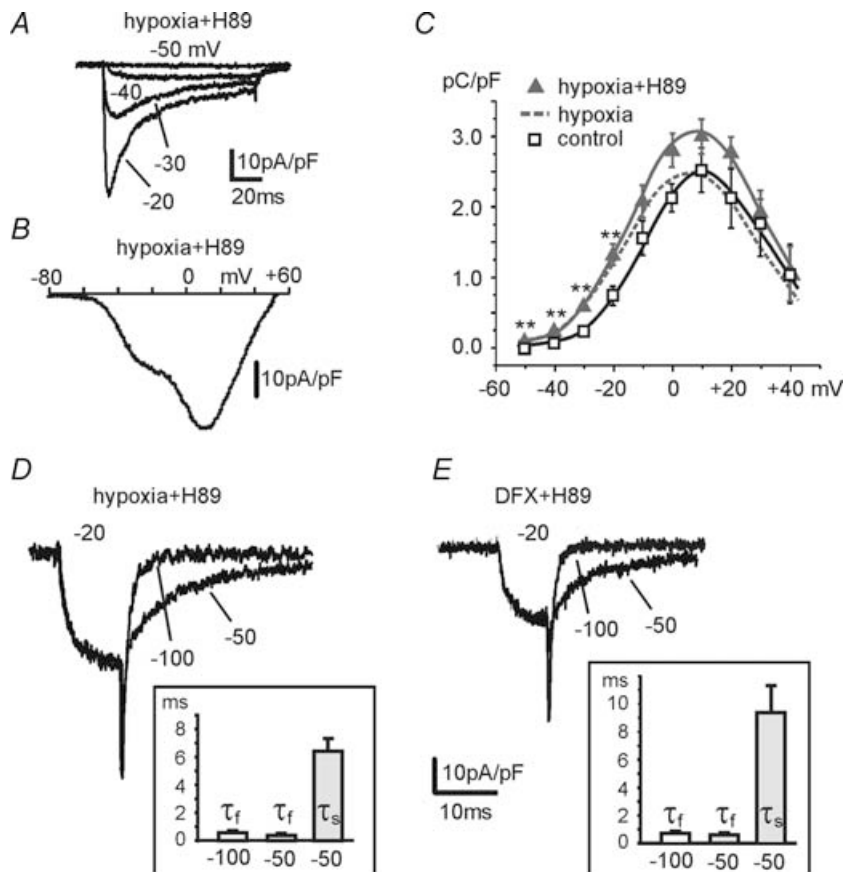 A
hypoxia+H89
-50 mV
-40
-30
-20
10pA/pF
20ms
B
hypoxia+H89
-80 0 mV +60
10pA/pF
C
pC/pF
hypoxia+H89
hypoxia
control
3.0
2.0
1.0
0.0
** ** ** **
-60 -40 -20 0 +20 +40 mV
D
hypoxia+H89
-20
-50
-100
ms
8
6
4
2
0
τf τf τs
-100 -50 -50
E
DFX+H89
-20
-100
-50
10pA/pF
10ms
ms
10
8
6
4
2
0
τf τf τs
-100 -50 -50